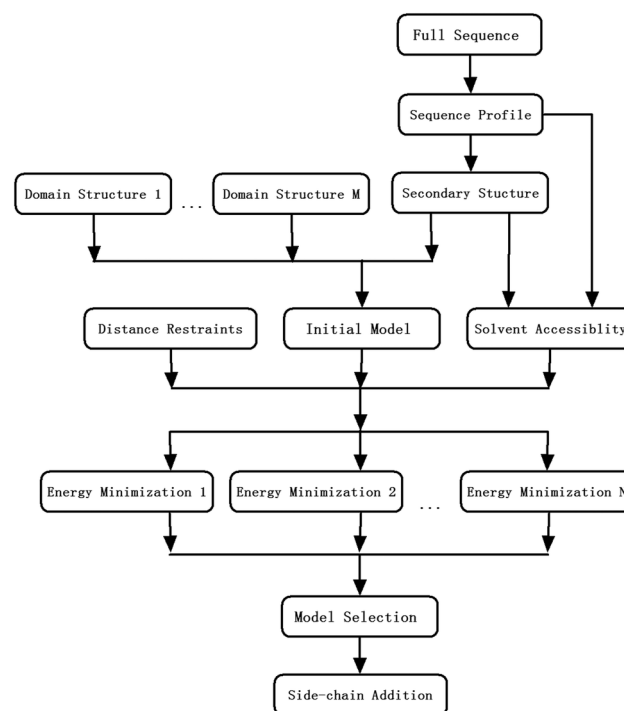 Full Sequence
Sequence Profile
Domain Structure 1
...
Domain Structure M
Secondary Stucture
Distance Restraints
Initial Model
Solvent Accessiblity
Energy Minimization 1
Energy Minimization 2
...
Energy Minimization N
Model Selection
Side-chain Addition